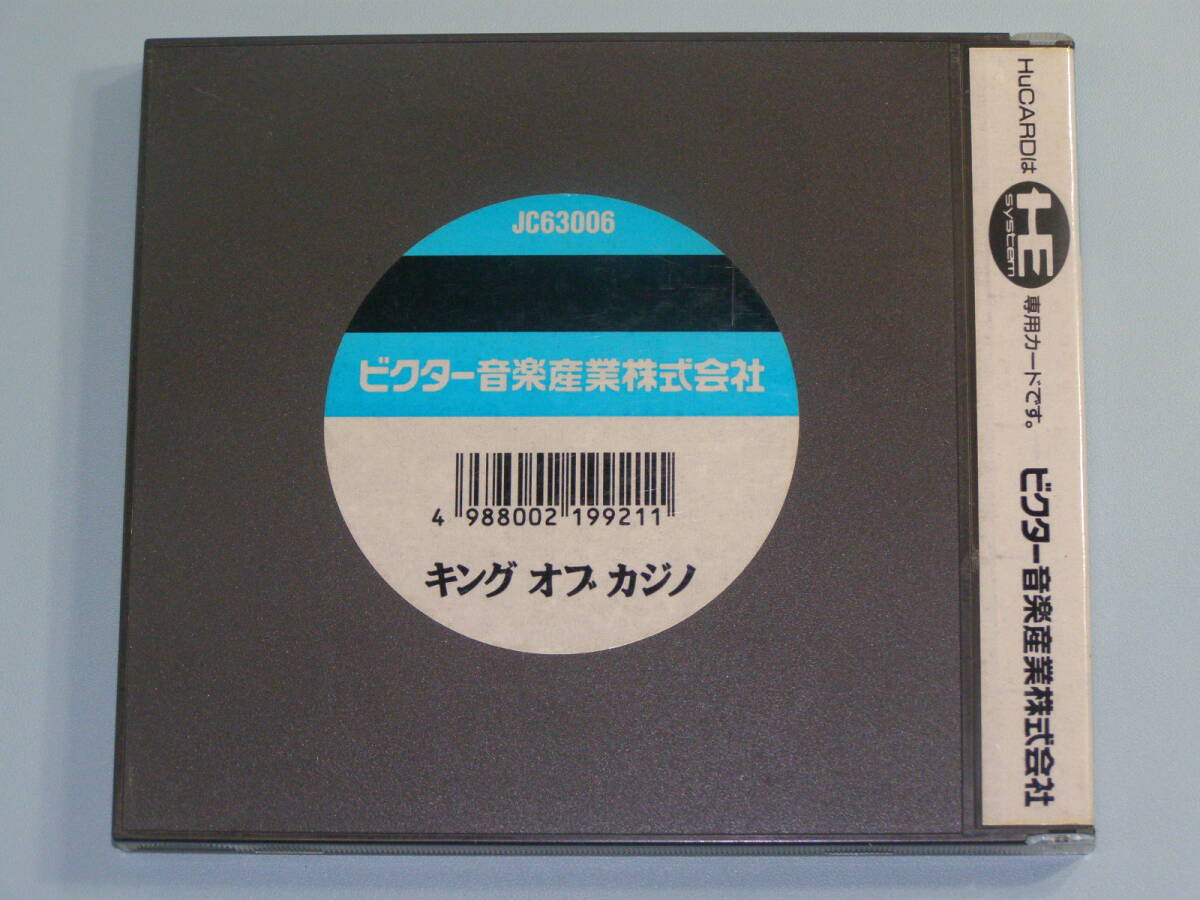 JC63006
ビクター音楽産業株式会社
4 988002 199211
キング オブ カジノ
HuCARDは HE system 専用カードです。 ビクター音楽産業株式会社